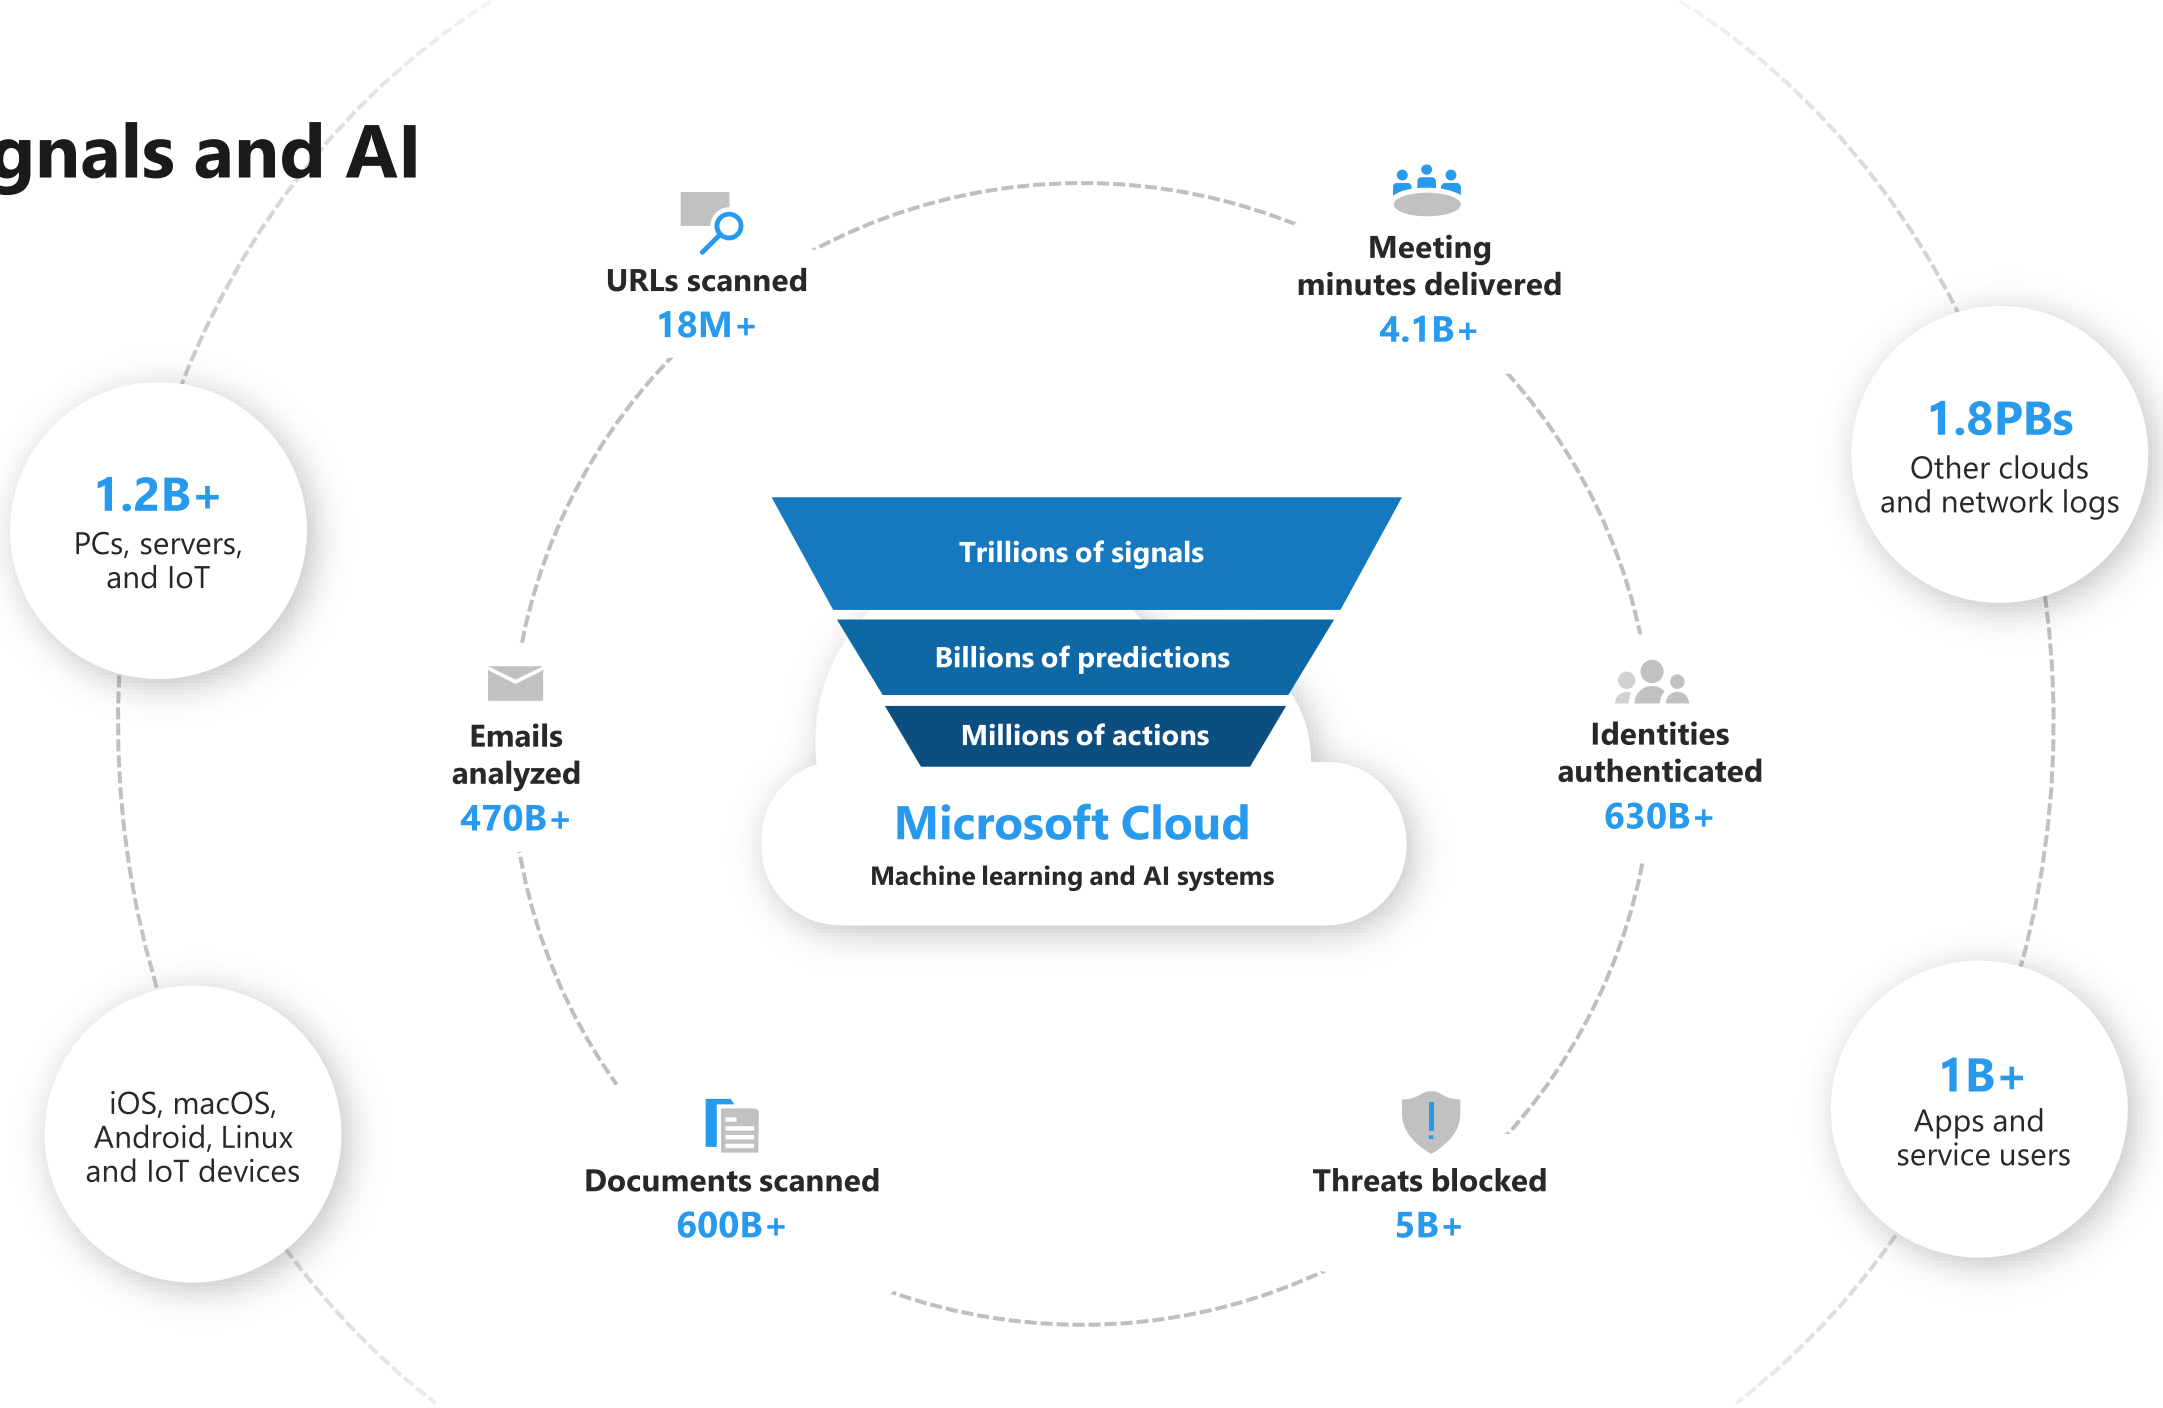 gnals and AI
URLs scanned
18M+
Meeting
minutes delivered
4.1B+
1.2B+
PCs, servers,
and IoT
1.8PBs
Other clouds
and network logs
Trillions of signals
Billions of predictions
Millions of actions
Microsoft Cloud
Machine learning and AI systems
Emails
analyzed
470B+
Identities
authenticated
630B+
iOS, macOS,
Android, Linux
and IoT devices
Documents scanned
600B+
Threats blocked
5B+
1B+
Apps and
service users